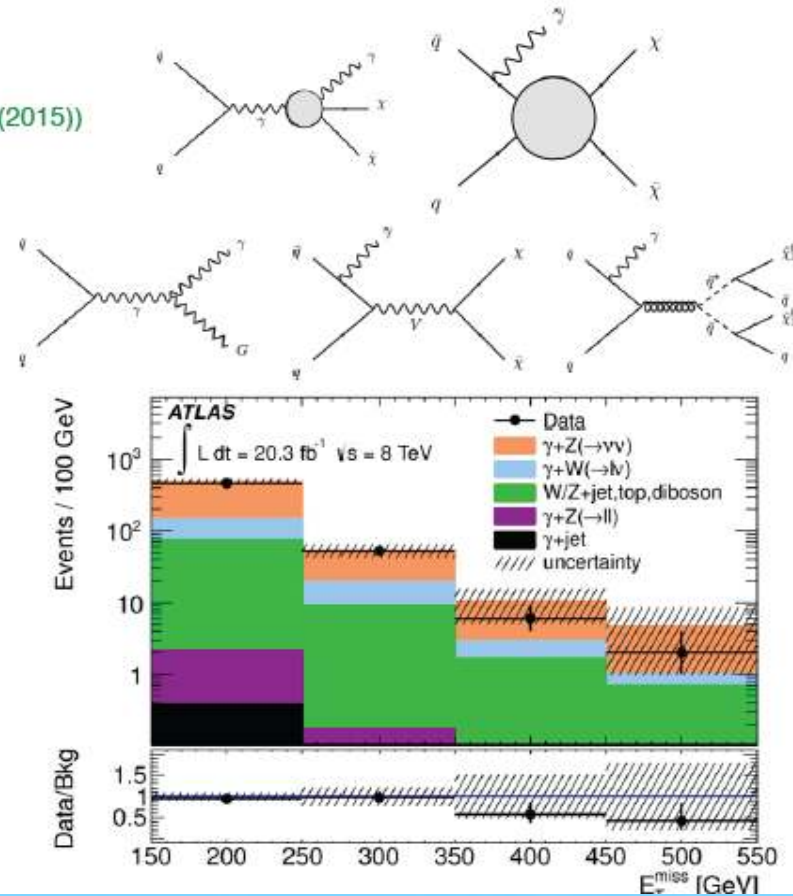 (2015))
q
γ
q
γ
χ
χ̄
q̄
γ
χ
q
χ̄
q
γ
γ
q
G
q̄
γ
χ
V
q
χ̄
q
γ
q̃*
q̃
q
q
q
ATLAS
∫ L dt = 20.3 fb⁻¹ √s = 8 TeV
Data
γ+Z(→νν)
γ+W(→lν)
W/Z+jet,top,diboson
γ+Z(→ll)
γ+jet
uncertainty
Events / 100 GeV
10³
10²
10
1
Data/Bkg
1.5
1
0.5
150 200 250 300 350 400 450 500 550
E_T^miss [GeV]